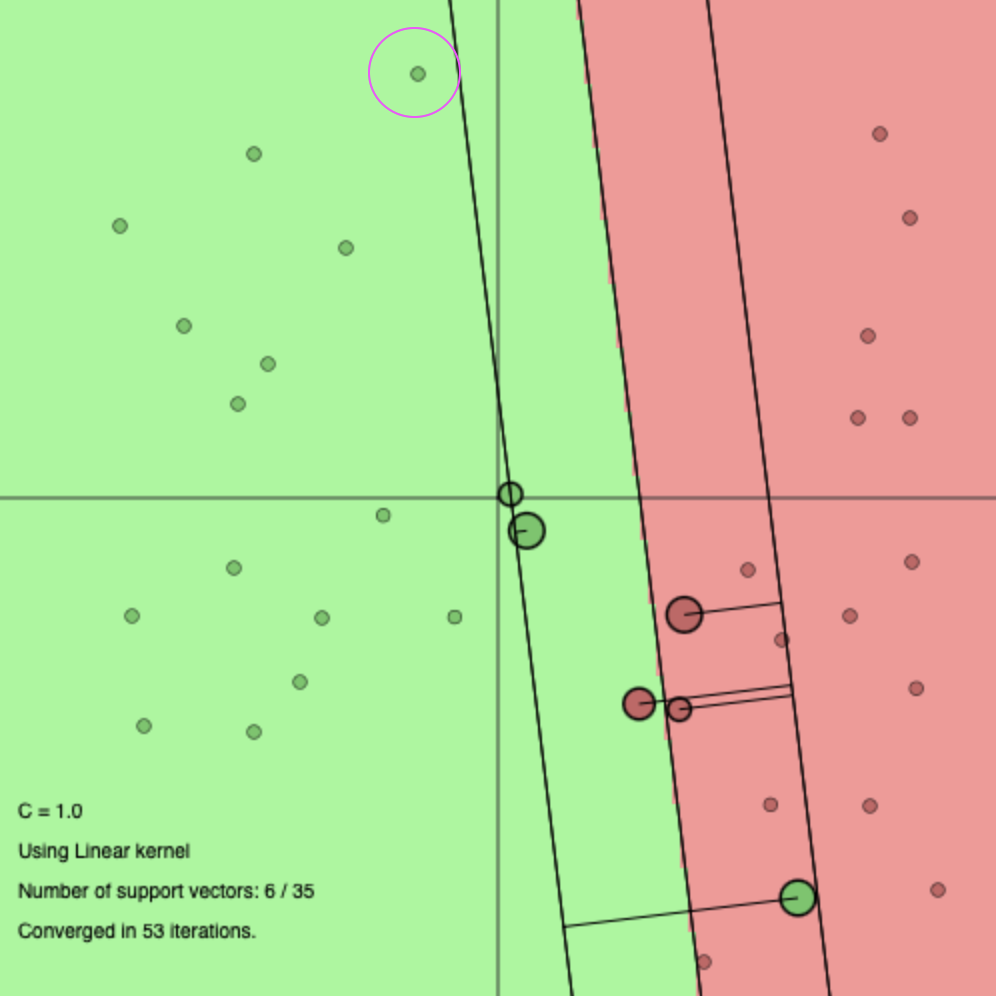 C = 1.0
Using Linear kernel
Number of support vectors: 6 / 35
Converged in 53 iterations.